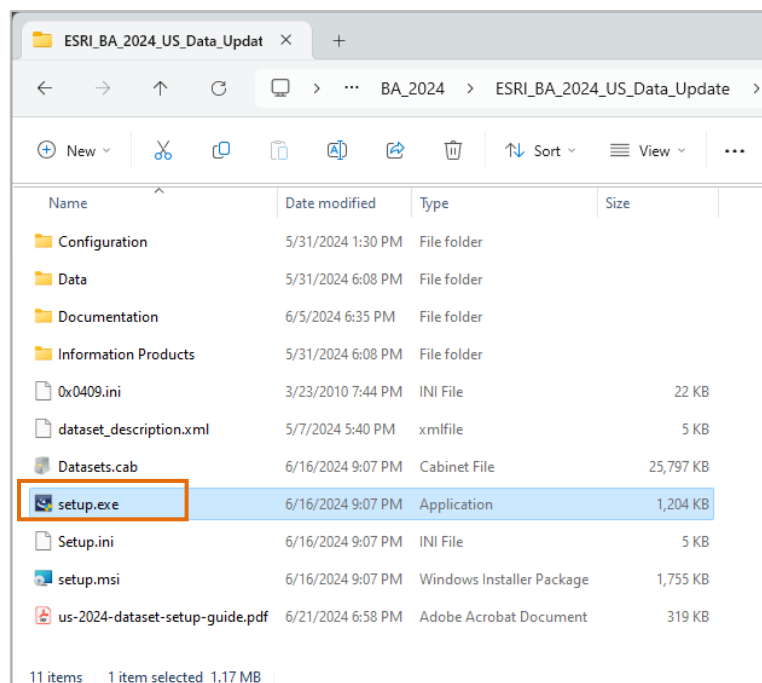 ESRI_BA_2024_US_Data_Updat
··· BA_2024 > ESRI_BA_2024_US_Data_Update >
New Sort View ···
Name Date modified Type Size
Configuration 5/31/2024 1:30 PM File folder
Data 5/31/2024 6:08 PM File folder
Documentation 6/5/2024 6:35 PM File folder
Information Products 5/31/2024 6:08 PM File folder
0x0409.ini 3/23/2010 7:44 PM INI File 22 KB
dataset_description.xml 5/7/2024 5:40 PM xmlfile 5 KB
Datasets.cab 6/16/2024 9:07 PM Cabinet File 25,797 KB
setup.exe 6/16/2024 9:07 PM Application 1,204 KB
Setup.ini 6/16/2024 9:07 PM INI File 5 KB
setup.msi 6/16/2024 9:07 PM Windows Installer Package 1,755 KB
us-2024-dataset-setup-guide.pdf 6/21/2024 6:58 PM Adobe Acrobat Document 319 KB
11 items 1 item selected 1.17 MB